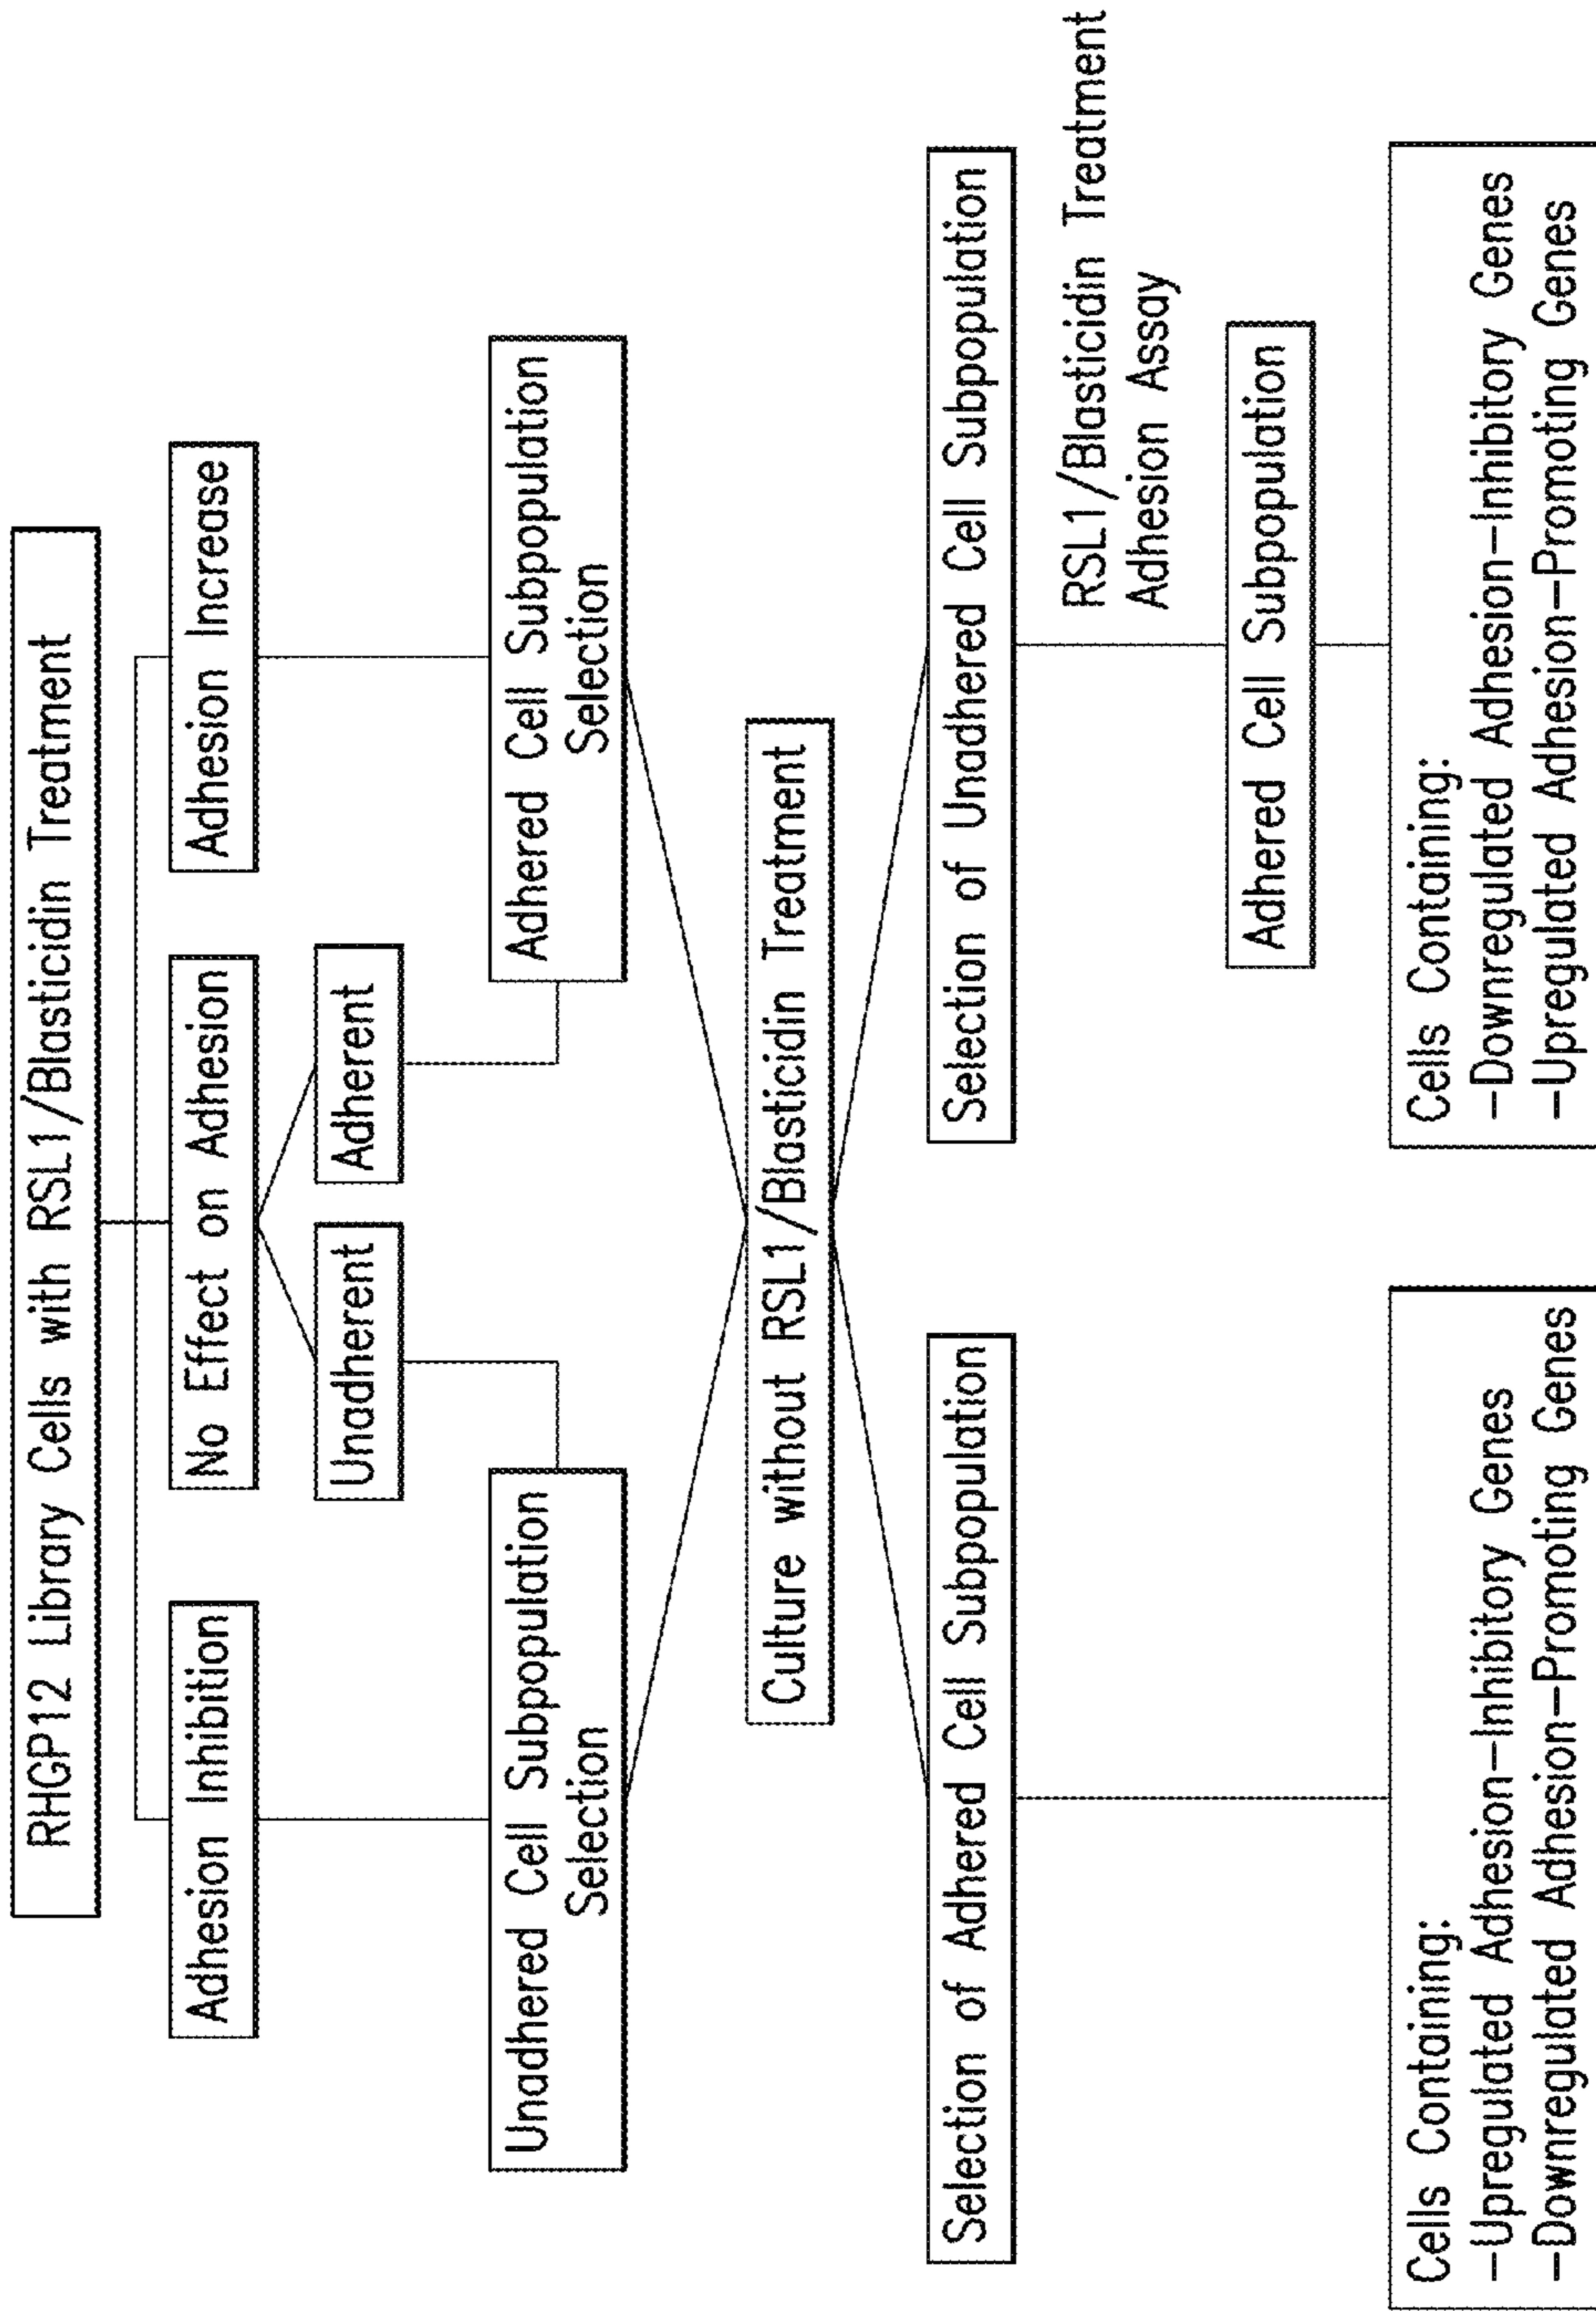 RHGP12 Library Cells with RSL1/Blasticidin Treatment
Adhesion Inhibition
No Effect on Adhesion
Adhesion Increase
Unadherent
Adherent
Unadhered Cell Subpopulation
Selection
Adhered Cell Subpopulation
Selection
Culture without RSL1/Blasticidin Treatment
Selection of Adhered Cell Subpopulation
Selection of Unadhered Cell Subpopulation
RSL1/Blasticidin Treatment
Adhesion Assay
Adhered Cell Subpopulation
Cells Containing:
-Upregulated Adhesion-Inhibitory Genes
-Downregulated Adhesion-Promoting Genes
Cells Containing:
-Downregulated Adhesion-Inhibitory Genes
-Upregulated Adhesion-Promoting Genes